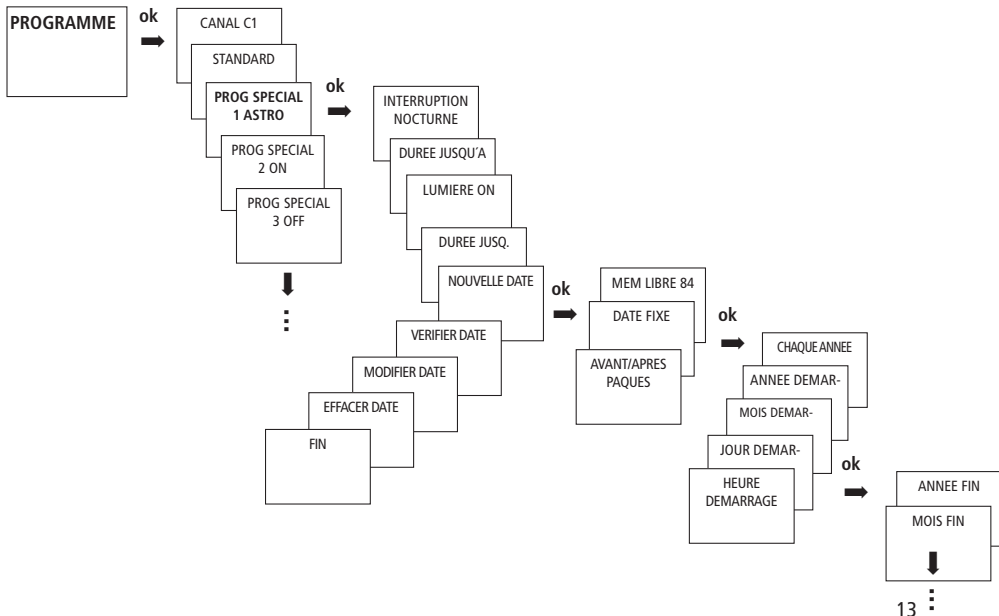 PROGRAMME
ok
CANAL C1
STANDARD
PROG SPECIAL
1 ASTRO
PROG SPECIAL
2 ON
PROG SPECIAL
3 OFF
ok
INTERRUPTION
NOCTURNE
DUREE JUSQU´A
LUMIERE ON
DUREE JUSQ.
NOUVELLE DATE
VERIFIER DATE
MODIFIER DATE
EFFACER DATE
FIN
ok
MEM LIBRE 84
DATE FIXE
AVANT/APRES
PAQUES
ok
CHAQUE ANNEE
ANNEE DEMAR-
MOIS DEMAR-
JOUR DEMAR-
HEURE
DEMARRAGE
ok
ANNEE FIN
MOIS FIN
13